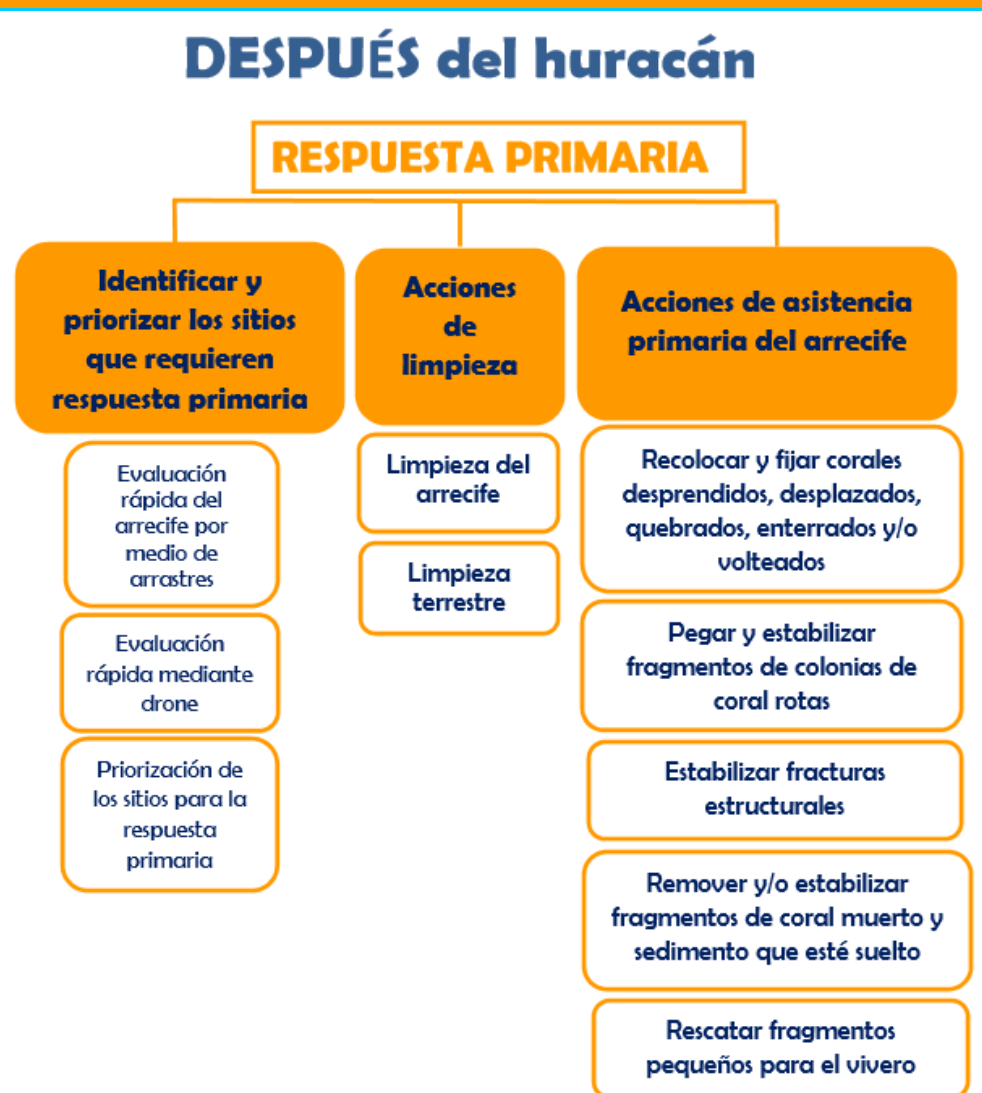 DESPUÉS del huracán
RESPUESTA PRIMARIA
Identificar y
priorizar los sitios
que requieren
respuesta primaria
Evaluación
rápida del
arrecife por
medio de
arrastres
Evaluación
rápida mediante
drone
Priorización de
los sitios para la
respuesta
primaria
Acciones
de
limpieza
Limpieza del
arrecife
Limpieza
terrestre
Acciones de asistencia
primaria del arrecife
Recolocar y fijar corales
desprendidos, desplazados,
quebrados, enterrados y/o
volteados
Pegar y estabilizar
fragmentos de colonias de
coral rotas
Estabilizar fracturas
estructurales
Remover y/o estabilizar
fragmentos de coral muerto y
sedimento que esté suelto
Rescatar fragmentos
pequeños para el vivero